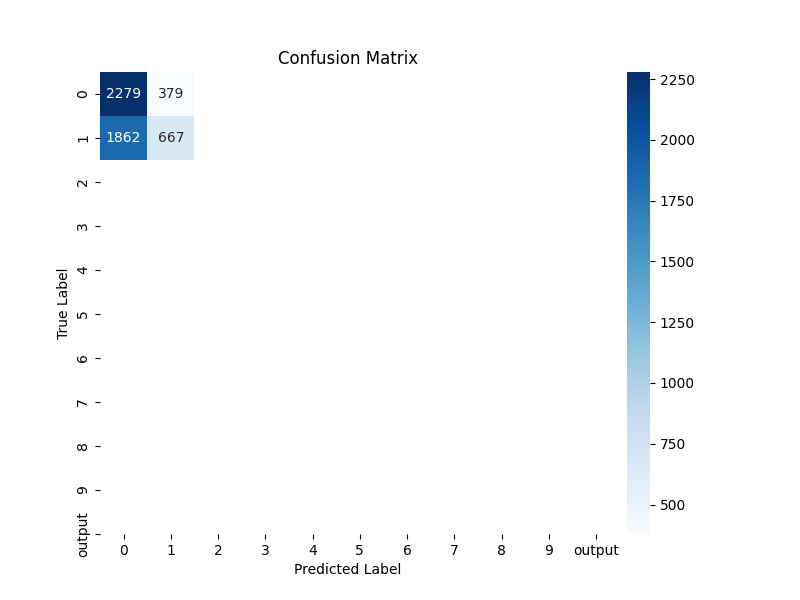 Confusion Matrix
0 2279 379
1 1862 667
2
3
4
5
6
7
8
9
output
True Label
0 1 2 3 4 5 6 7 8 9 output
Predicted Label
2250
2000
1750
1500
1250
1000
750
500